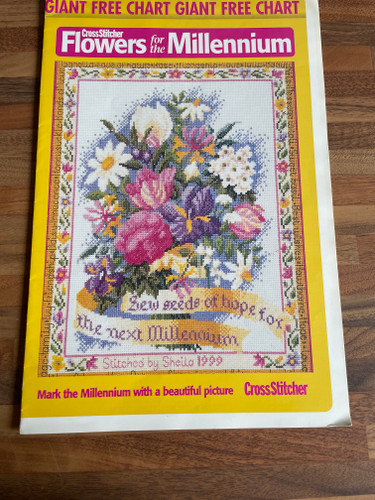 GIANT FREE CHART GIANT FREE CHART
CrossStitcher
Flowers for the Millennium
Sew seeds of hope for
the next Millennium
Stitched by Sheila 1999
Mark the Millennium with a beautiful picture CrossStitcher